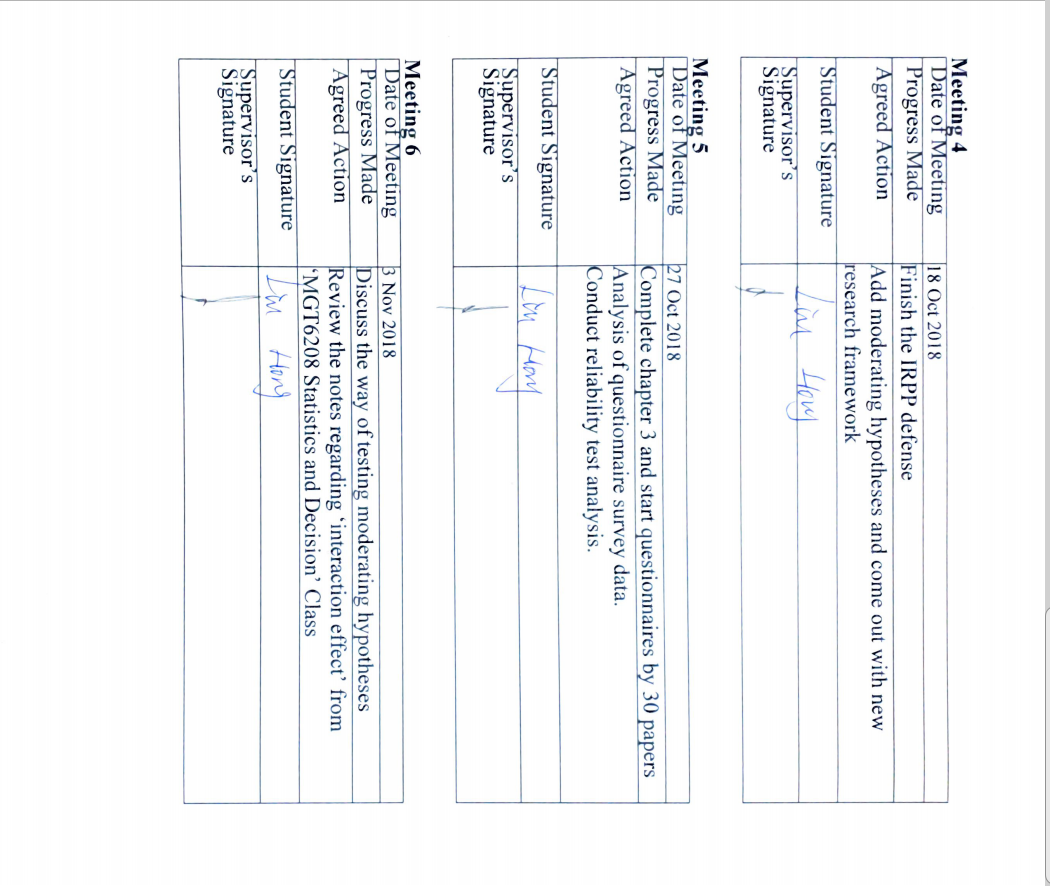 Meeting 4
Date of Meeting 18 Oct 2018
Progress Made Finish the IRPP defense
Agreed Action Add moderating hypotheses and come out with new
research framework
Student Signature
Supervisor's
Signature
Meeting 5
Date of Meeting 27 Oct 2018
Progress Made Complete chapter 3 and start questionnaires by 30 papers
Agreed Action Analysis of questionnaire survey data.
Conduct reliability test analysis.
Student Signature
Supervisor's
Signature
Meeting 6
Date of Meeting 3 Nov 2018
Progress Made Discuss the way of testing moderating hypotheses
Agreed Action Review the notes regarding ‘interaction effect’ from
‘MGT6208 Statistics and Decision’ Class
Student Signature
Supervisor's
Signature